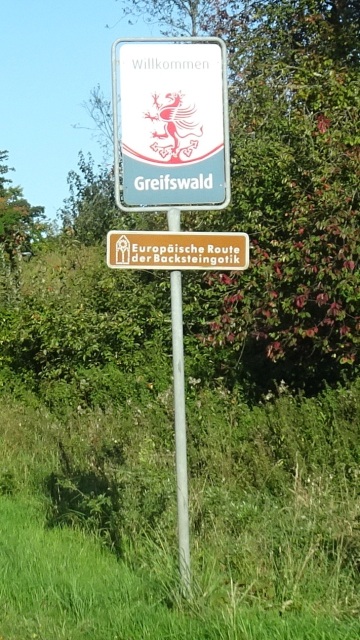 Willkommen
Greifswald
Europäische Route
der Backsteingotik